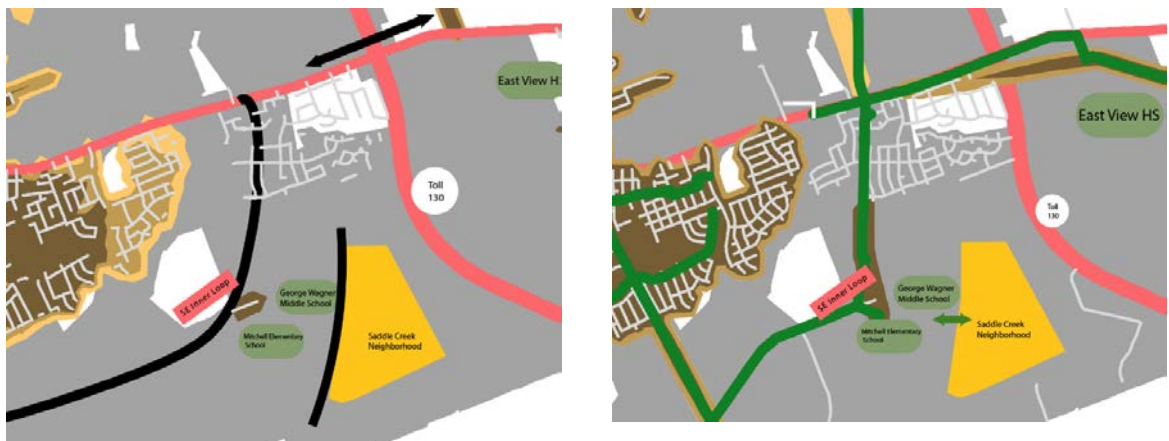 East View H
Toll
130
SE Inner Loop
George Wagner
Middle School
Mitchell Elementary
School
Saddle Creek
Neighborhood
East View HS
Toll
130
SE Inner Loop
George Wagner
Middle School
Mitchell Elementary
School
Saddle Creek
Neighborhood